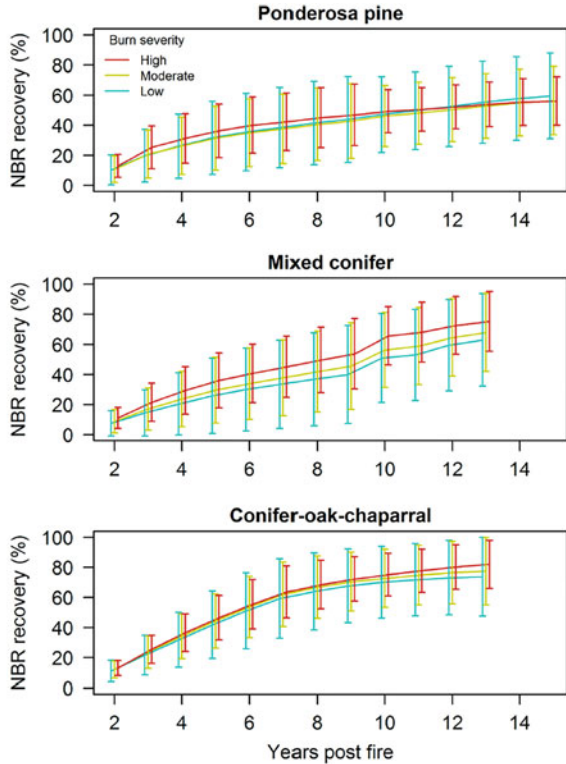 Ponderosa pine
NBR recovery (%)
100
80
60
40
20
0
Burn severity
High
Moderate
Low
2 4 6 8 10 12 14
Mixed conifer
NBR recovery (%)
100
80
60
40
20
0
2 4 6 8 10 12 14
Conifer-oak-chaparral
NBR recovery (%)
100
80
60
40
20
0
2 4 6 8 10 12 14
Years post fire